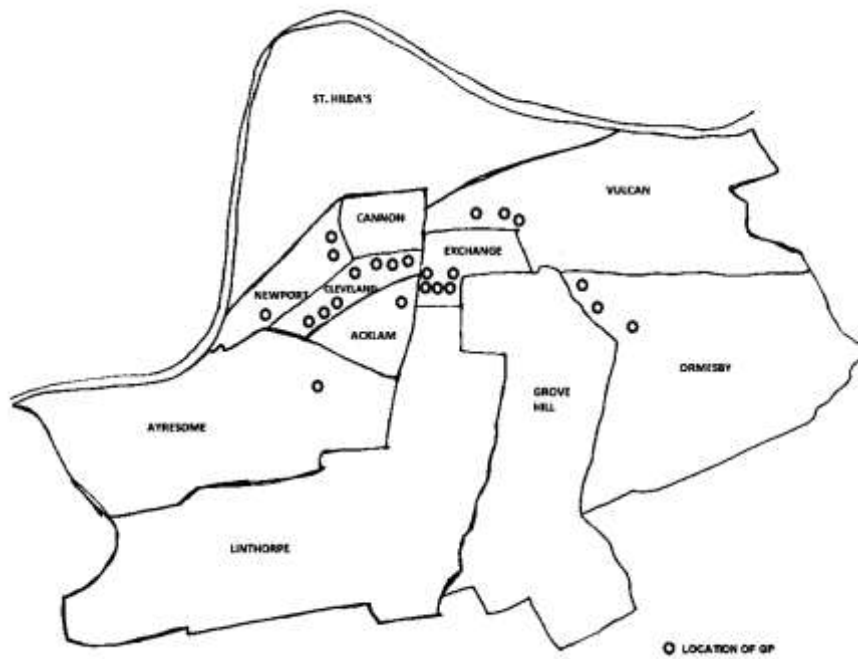 ST. HILDA'S
VULCAN
CANNON
EXCHANGE
NEWPORT
CLEVELAND
ACKLAM
ORMESBY
GROVE
HILL
AYRESOME
LINTHORPE
LOCATION OF GP